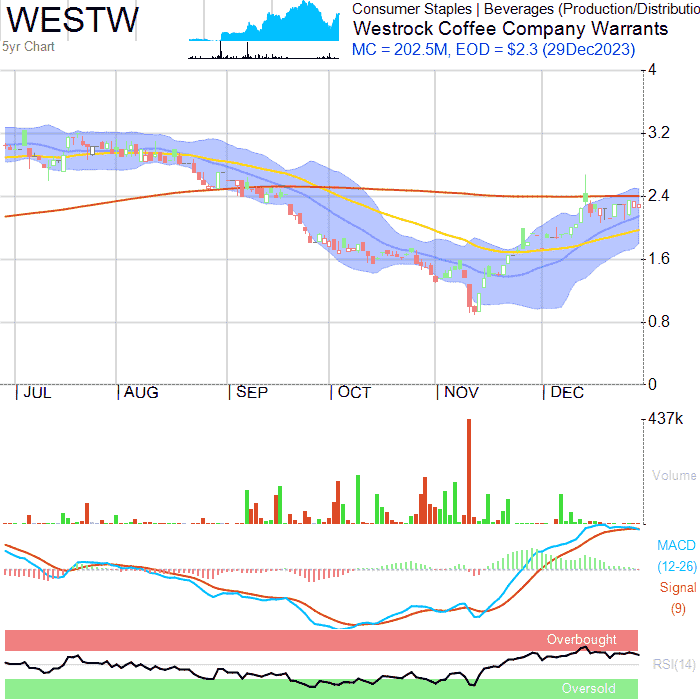 WESTW
5yr Chart
Consumer Staples | Beverages (Production/Distributio
Westrock Coffee Company Warrants
MC = 202.5M, EOD = $2.3 (29Dec2023)
4
3.2
2.4
1.6
0.8
0
JUL AUG SEP OCT NOV DEC
437k
Volume
MACD
(12-26)
Signal
(9)
Overbought
RSI(14)
Oversold